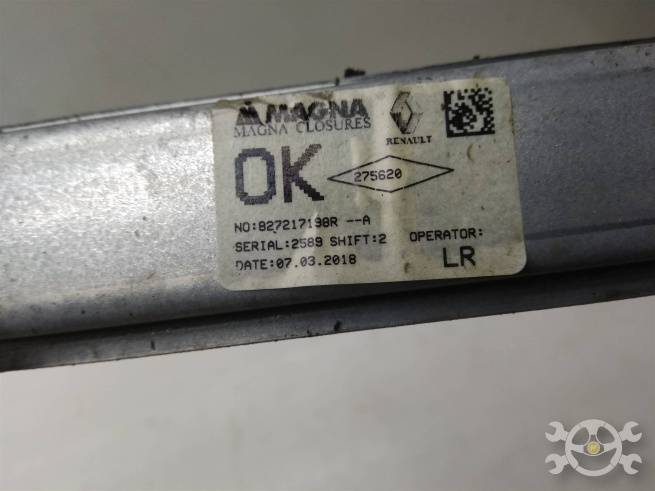 MAGNA
MAGNA CLOSURES
RENAULT
OK
275620
NO:827217198R --A
SERIAL:2589 SHIFT:2 OPERATOR:
DATE:07.03.2018
LR